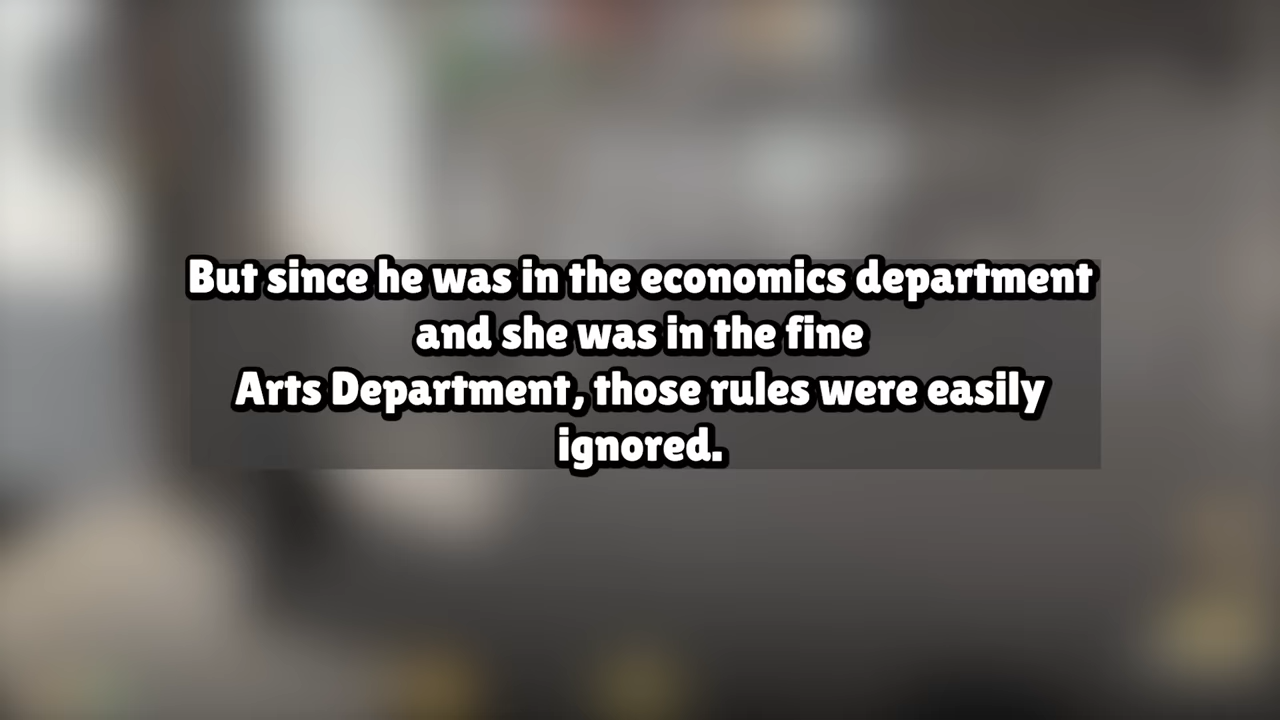 But since he was in the economics department
and she was in the fine
Arts Department, those rules were easily
ignored.